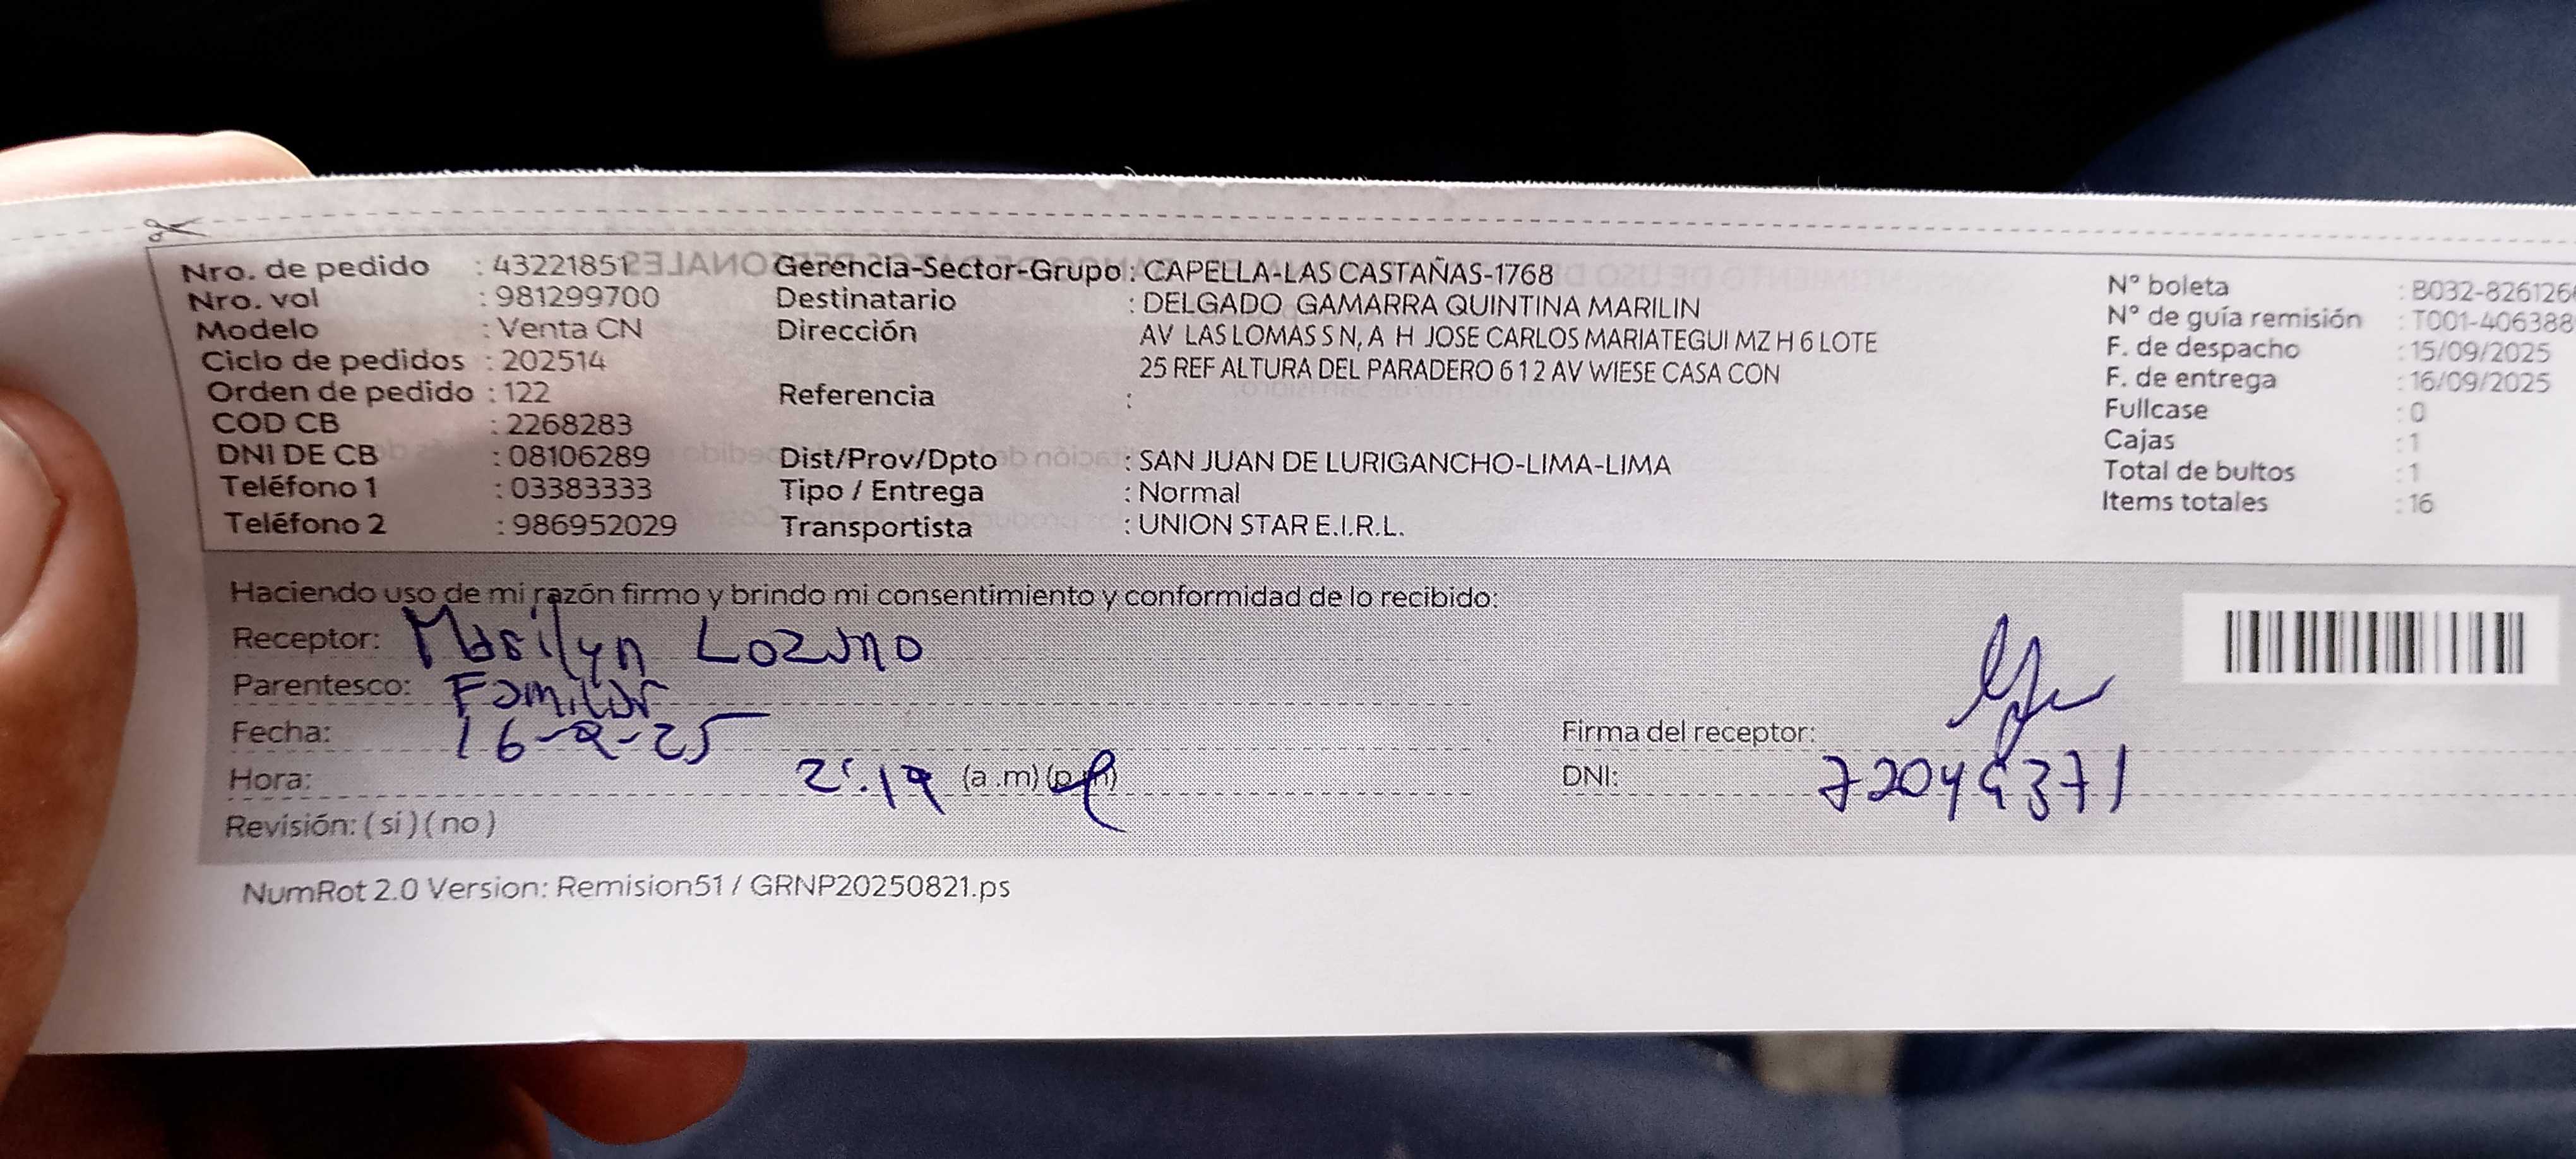 Nro. de pedido : 43221851
Nro. vol : 981299700
Modelo : Venta CN
Ciclo de pedidos : 202514
Orden de pedido : 122
COD CB : 2268283
DNI DE CB : 08106289
Teléfono 1 : 03383333
Teléfono 2 : 986952029
Gerencia-Sector-Grupo : CAPELLA-LAS CASTAÑAS-1768
Destinatario : DELGADO GAMARRA QUINTINA MARILIN
Dirección : AV LAS LOMAS S N, A H JOSE CARLOS MARIATEGUI MZ H 6 LOTE
25 REF ALTURA DEL PARADERO 6 1 2 AV WIESE CASA CON
Referencia :
Dist/Prov/Dpto : SAN JUAN DE LURIGANCHO-LIMA-LIMA
Tipo / Entrega : Normal
Transportista : UNION STAR E.I.R.L.
N° boleta : B032-826126
N° de guía remisión : T001-406388
F. de despacho : 15/09/2025
F. de entrega : 16/09/2025
Fullcase : 0
Cajas : 1
Total de bultos : 1
Items totales : 16
Haciendo uso de mi razón firmo y brindo mi consentimiento y conformidad de lo recibido:
Receptor: Marilyn Lozano
Parentesco: Familiar
Fecha: 16-9-25
Hora: 2:19 (a.m) (p.m)
Revisión: (si) (no)
Firma del receptor:
DNI:
NumRot 2.0 Version: Remision51 / GRNP20250821.ps